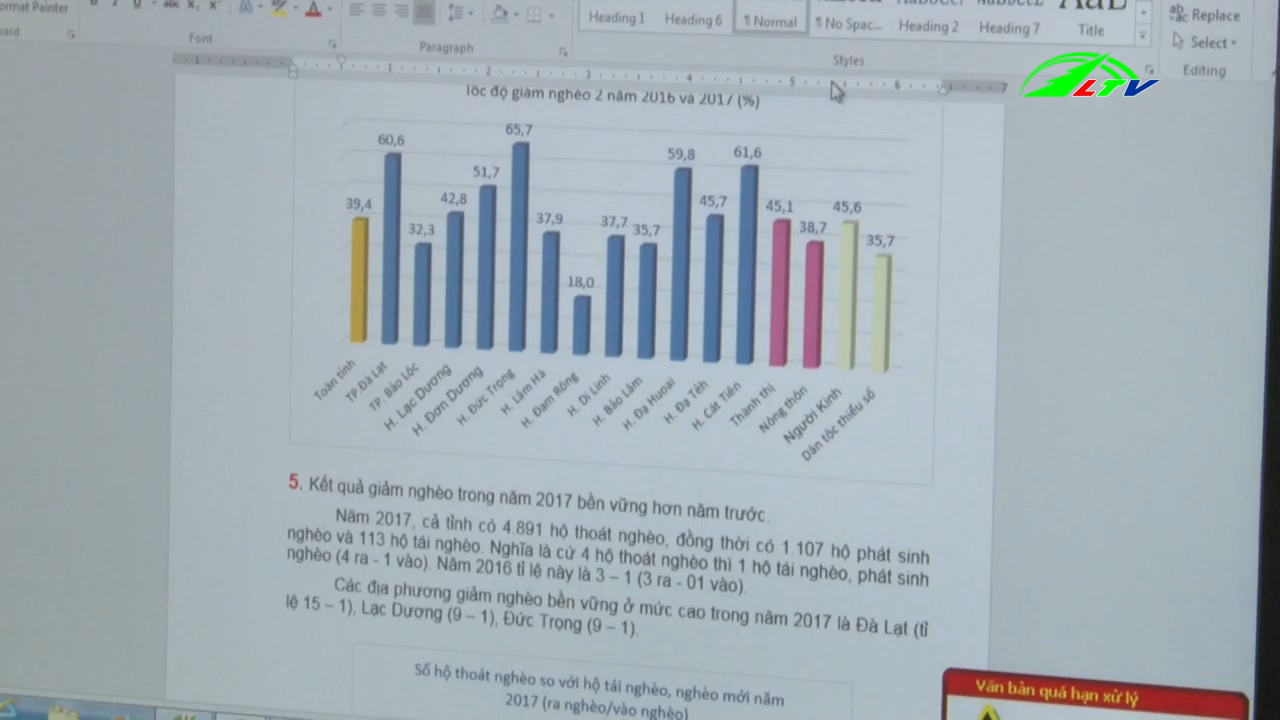 ormat Painter
Font
Paragraph
Heading 1
Heading 6
¶ Normal
¶ No Spac...
Heading 2
Heading 7
Title
Styles
Replace
Select
Editing
LTV
Tốc độ giảm nghèo 2 năm 2016 và 2017 (%)
39,4
60,6
32,3
42,8
51,7
65,7
37,9
18,0
37,7
35,7
59,8
45,7
61,6
45,1
38,7
45,6
35,7
Toàn tỉnh
TP.Đà Lạt
TP. Bảo Lộc
H. Lạc Dương
H. Đơn Dương
H. Đức Trọng
H. Lâm Hà
H. Đam Rông
H. Di Linh
H. Bảo Lâm
H. Đạ Huoai
H. Đạ Tẻh
H. Cát Tiên
Thành thị
Nông thôn
Người Kinh
Dân tộc thiểu số
5. Kết quả giảm nghèo trong năm 2017 bền vững hơn năm trước.
Năm 2017, cả tỉnh có 4.891 hộ thoát nghèo, đồng thời có 1.107 hộ phát sinh
nghèo và 113 hộ tái nghèo. Nghĩa là cứ 4 hộ thoát nghèo thì 1 hộ tái nghèo, phát sinh
nghèo (4 ra - 1 vào). Năm 2016 tỉ lệ này là 3 – 1 (3 ra - 01 vào).
Các địa phương giảm nghèo bền vững ở mức cao trong năm 2017 là Đà Lạt (tỉ
lệ 15 – 1), Lạc Dương (9 – 1), Đức Trọng (9 – 1).
Số hộ thoát nghèo so với hộ tái nghèo, nghèo mới năm
2017 (ra nghèo/vào nghèo)
Văn bản quá hạn xử lý